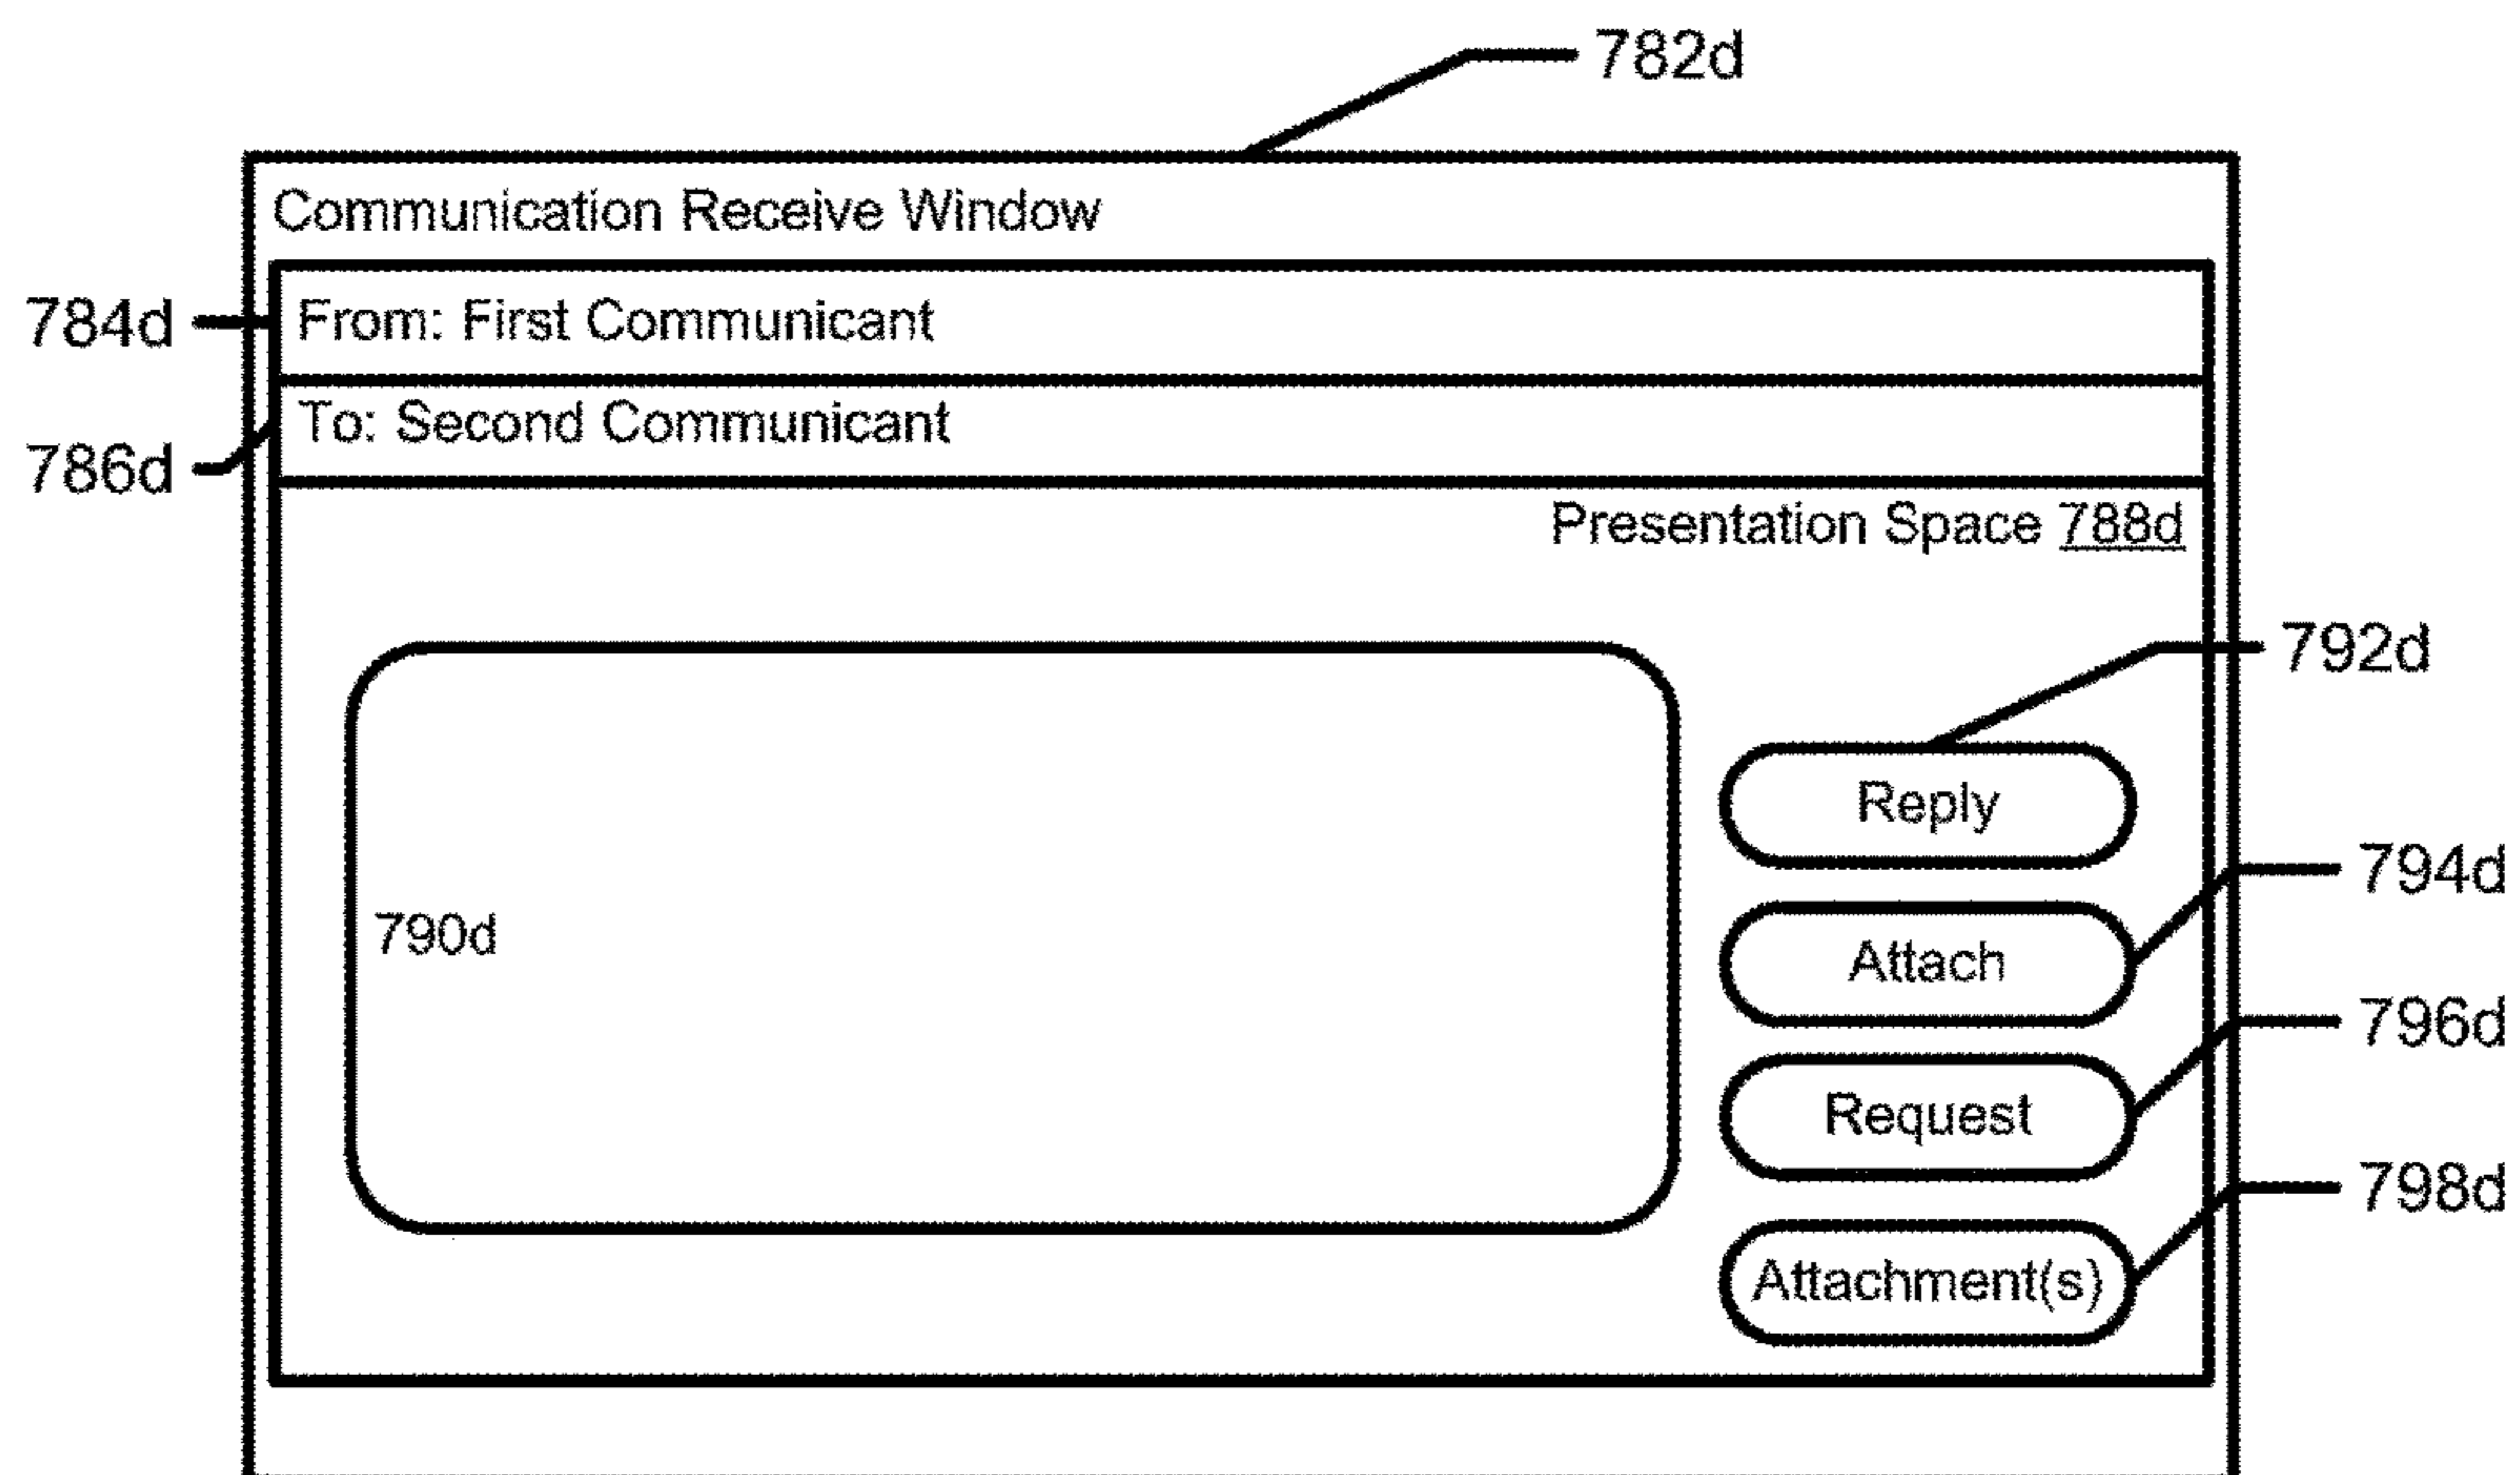 782d
Communication Receive Window
784d
From: First Communicant
To: Second Communicant
786d
Presentation Space 788d
792d
Reply
794d
790d
Attach
796d
Request
798d
Attachment(s)